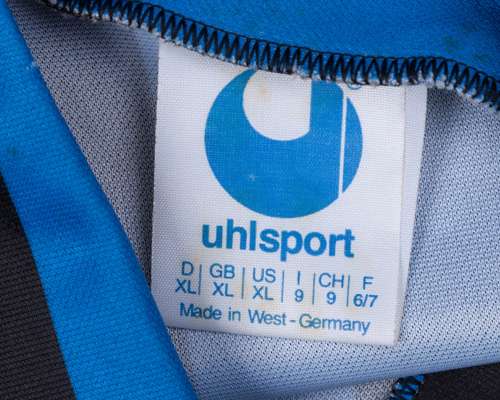 ®
uhlsport
D GB US I CH F
XL XL XL 9 9 6/7
Made in West-Germany